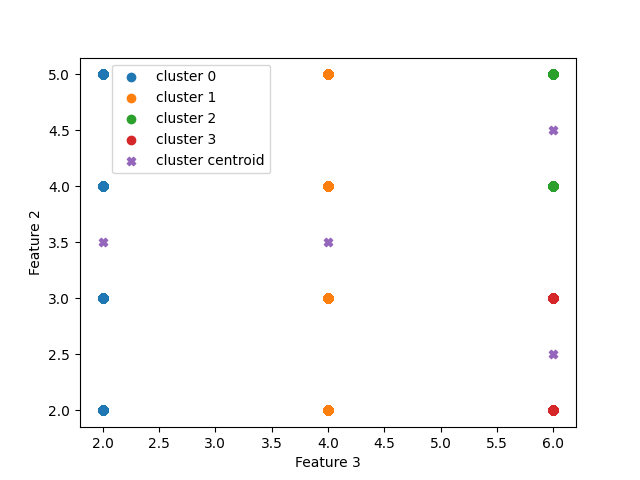 5.0
4.5
4.0
3.5
3.0
2.5
2.0
Feature 2
cluster 0
cluster 1
cluster 2
cluster 3
cluster centroid
2.0 2.5 3.0 3.5 4.0 4.5 5.0 5.5 6.0
Feature 3